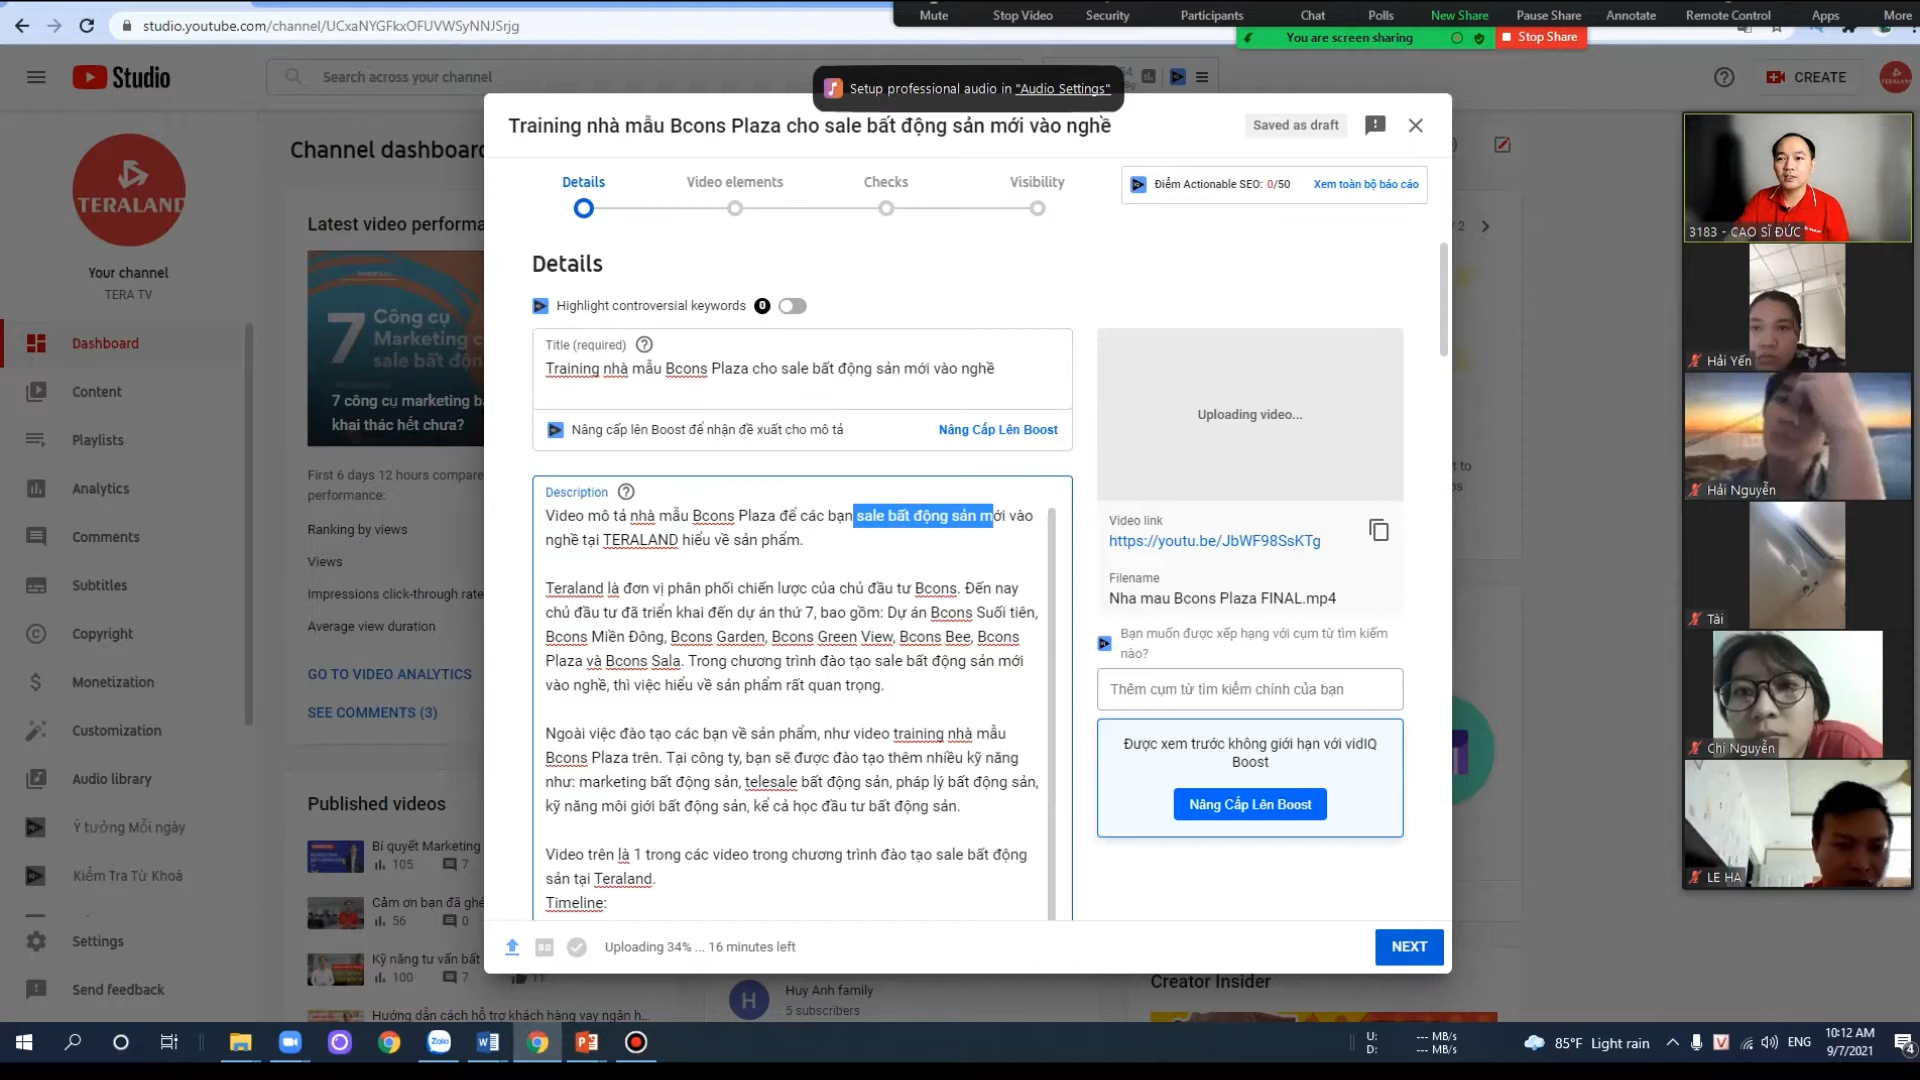 Mute
Stop Video
Security
Participants
Chat
Polls
New Share
Pause Share
Annotate
Remote Control
Apps
More
studio.youtube.com/channel/UCxaNYGFkxOFUVWSyNNJSrjg
You are screen sharing
Stop Share
Studio
Search across your channel
Setup professional audio in "Audio Settings"
CREATE
TERALAND
Your channel
TERA TV
Dashboard
Content
Playlists
Analytics
Comments
Subtitles
Copyright
Monetization
Customization
Audio library
Ý tưởng Mỗi ngày
Kiểm Tra Từ Khoá
Settings
Send feedback
Channel dashboard
Latest video performa
7 Công cụ
Marketing
sale bất độn
7 công cụ marketing b
khai thác hết chưa?
First 6 days 12 hours compare
performance:
Ranking by views
Views
Impressions click-through rate
Average view duration
GO TO VIDEO ANALYTICS
SEE COMMENTS (3)
Published videos
Bí quyết Marketing
105 7
Cảm ơn bạn đã ghé
56 0
Kỹ năng tư vấn bất
100 7 11
Hướng dẫn cách hỗ trợ khách hàng vay ngân h...
Training nhà mẫu Bcons Plaza cho sale bất động sản mới vào nghề
Saved as draft
Details
Video elements
Checks
Visibility
Điểm Actionable SEO: 0/50
Xem toàn bộ báo cáo
Details
Highlight controversial keywords
Title (required)
Training nhà mẫu Bcons Plaza cho sale bất động sản mới vào nghề
Nâng cấp lên Boost để nhận đề xuất cho mô tả
Nâng Cấp Lên Boost
Description
Video mô tả nhà mẫu Bcons Plaza để các bạn sale bất động sản mới vào
nghề tại TERALAND hiểu về sản phẩm.
Teraland là đơn vị phân phối chiến lược của chủ đầu tư Bcons. Đến nay
chủ đầu tư đã triển khai đến dự án thứ 7, bao gồm: Dự án Bcons Suối tiên,
Bcons Miền Đông, Bcons Garden, Bcons Green View, Bcons Bee, Bcons
Plaza và Bcons Sala. Trong chương trình đào tạo sale bất động sản mới
vào nghề, thì việc hiểu về sản phẩm rất quan trọng.
Ngoài việc đào tạo các bạn về sản phẩm, như video training nhà mẫu
Bcons Plaza trên. Tại công ty, bạn sẽ được đào tạo thêm nhiều kỹ năng
như: marketing bất động sản, telesale bất động sản, pháp lý bất động sản,
kỹ năng môi giới bất động sản, kể cả học đầu tư bất động sản.
Video trên là 1 trong các video trong chương trình đào tạo sale bất động
sản tại Teraland.
Timeline:
Uploading video...
Video link
https://youtu.be/JbWF98SsKTg
Filename
Nha mau Bcons Plaza FINAL.mp4
Bạn muốn được xếp hạng với cụm từ tìm kiếm
nào?
Thêm cụm từ tìm kiếm chính của bạn
Được xem trước không giới hạn với vidIQ
Boost
Nâng Cấp Lên Boost
Uploading 34% ... 16 minutes left
NEXT
H
Huy Anh family
5 subscribers
Creator Insider
/ 2
3183 - CAO SĨ ĐỨC
Hải Yến
Hải Nguyễn
Tài
Chi Nguyễn
LE HA
U: --- MB/s
D: --- MB/s
85°F Light rain
ENG
10:12 AM
9/7/2021
4